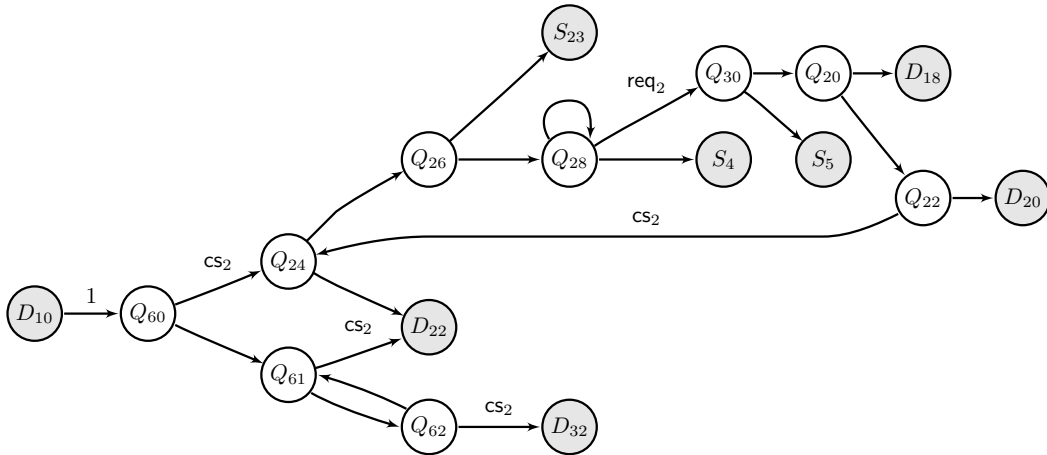 S₂₃
req₂
Q₃₀
Q₂₀
D₁₈
Q₂₆
Q₂₈
S₄
S₅
Q₂₂
D₂₀
cs₂
cs₂
Q₂₄
1
D₁₀
Q₆₀
cs₂
D₂₂
Q₆₁
cs₂
Q₆₂
D₃₂